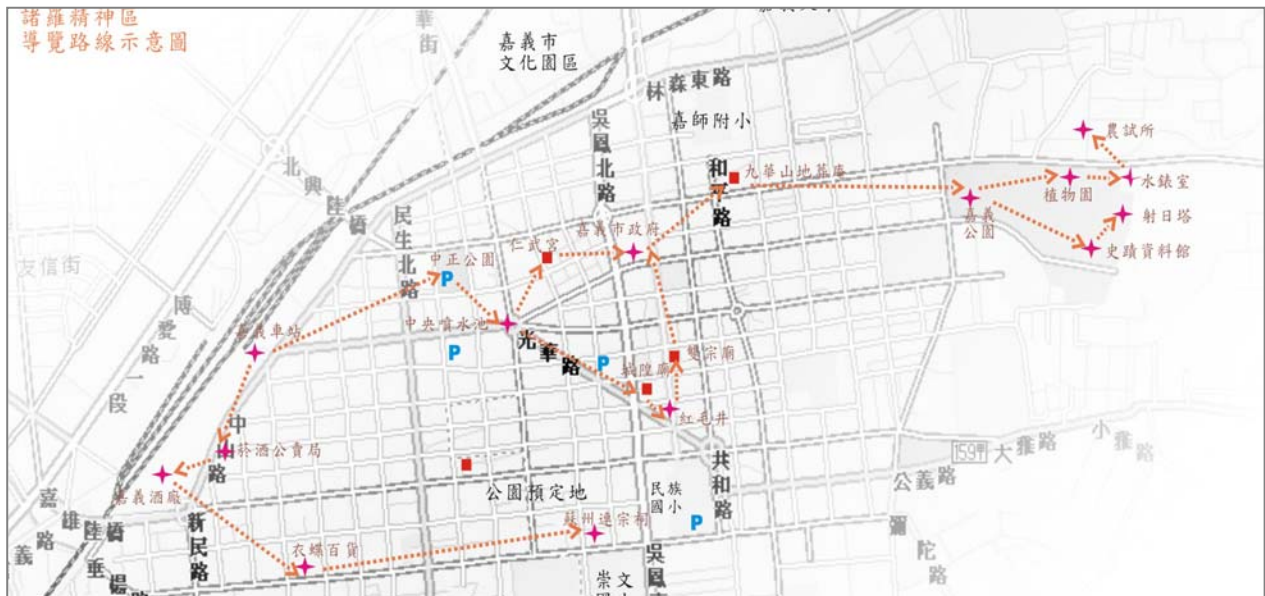 諸羅精神區
導覽路線示意圖
華街
嘉義市
文化園區
林森東路
嘉師附小
吳鳳北路
和平路
九華山地藏庵
農試所
水錶室
植物園
嘉義
公園
射日塔
史蹟資料館
北興陸橋
民生北路
友信街
博愛路一段
中正公園
P
仁武宮
嘉義市政府
嘉義車站
中央噴水池
光華路
P
P
城隍廟
雙宗廟
紅毛井
中山路
菸酒公賣局
嘉義酒廠
公園預定地
民族
國小
共和路
159甲
大雅路
小雅路
公義路
彌陀路
嘉雄陸橋
義路
垂楊路
新民路
衣蝶百貨
蘇州連宗祠
P
吳鳳
崇文